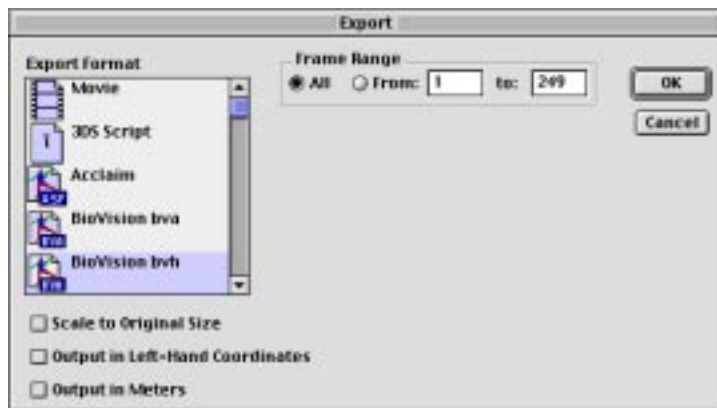 Export
Export Format
Movie
3DS Script
Acclaim
BioVision bva
BioVision bvh
Frame Range
All From: 1 to: 249
OK
Cancel
Scale to Original Size
Output in Left-Hand Coordinates
Output in Meters